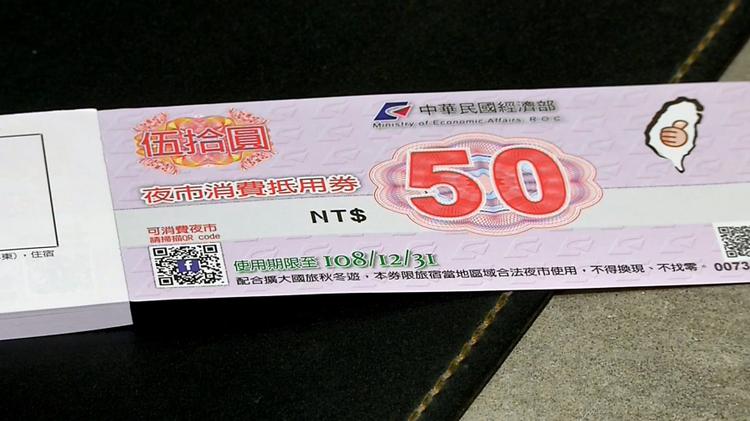 中華民國經濟部
Ministry of Economic Affairs, R O C
伍拾圓
夜市消費抵用券
NT$ 50
可消費夜市
請掃描QR code
使用期限至 108/12/31
配合擴大國旅秋冬遊，本券限旅宿當地區域合法夜市使用，不得換現、不找零。 0073
住宿